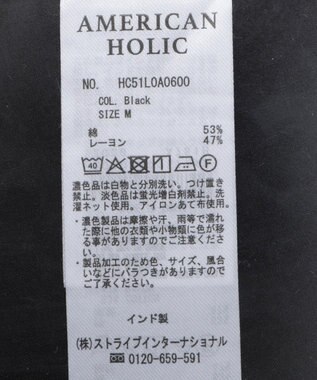 AMERICAN
HOLIC
NO. HC51L0A0600
COL. Black
SIZE M
綿 53%
レーヨン 47%
40
F
濃色品は白物と分別洗い。つけ置き
禁止。淡色品は蛍光増白剤禁止。洗
濯ネット使用。アイロンあて布使用。
・濃色製品は摩擦や汗、雨等で濡れ
た際に他の衣類や小物類に色が移
る事がありますのでご注意くださ
い。
・製品加工のため色、サイズ、風合
いなどにバラつきがありますので
ご了承ください。
インド製
(株)ストライプインターナショナル
0120-659-591